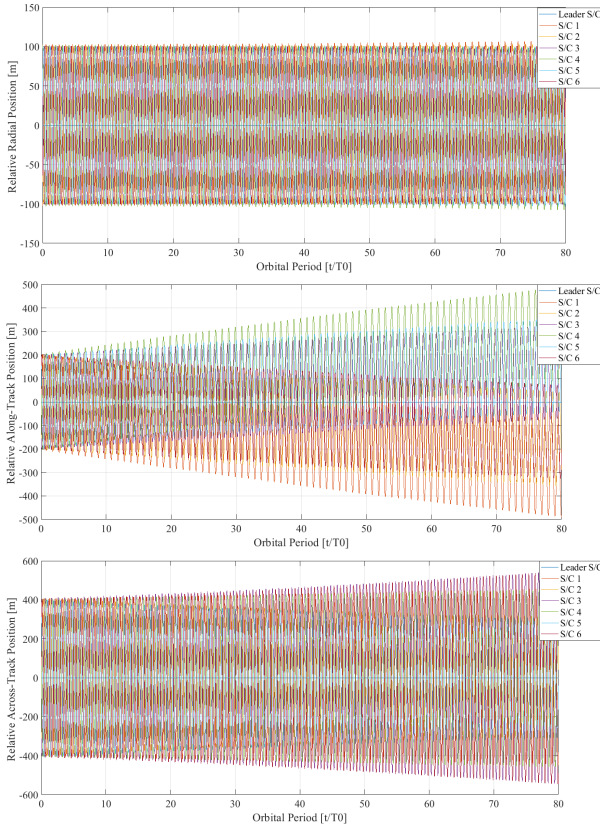 Relative Radial Position [m]
150
100
50
0
-50
-100
-150
0
10
20
30
40
50
60
70
80
Orbital Period [t/T0]
Leader S/C
S/C 1
S/C 2
S/C 3
S/C 4
S/C 5
S/C 6
Relative Along-Track Position [m]
500
400
300
200
100
0
-100
-200
-300
-400
-500
0
10
20
30
40
50
60
70
80
Orbital Period [t/T0]
Leader S/C
S/C 1
S/C 2
S/C 3
S/C 4
S/C 5
S/C 6
Relative Across-Track Position [m]
600
400
200
0
-200
-400
-600
0
10
20
30
40
50
60
70
80
Orbital Period [t/T0]
Leader S/C
S/C 1
S/C 2
S/C 3
S/C 4
S/C 5
S/C 6